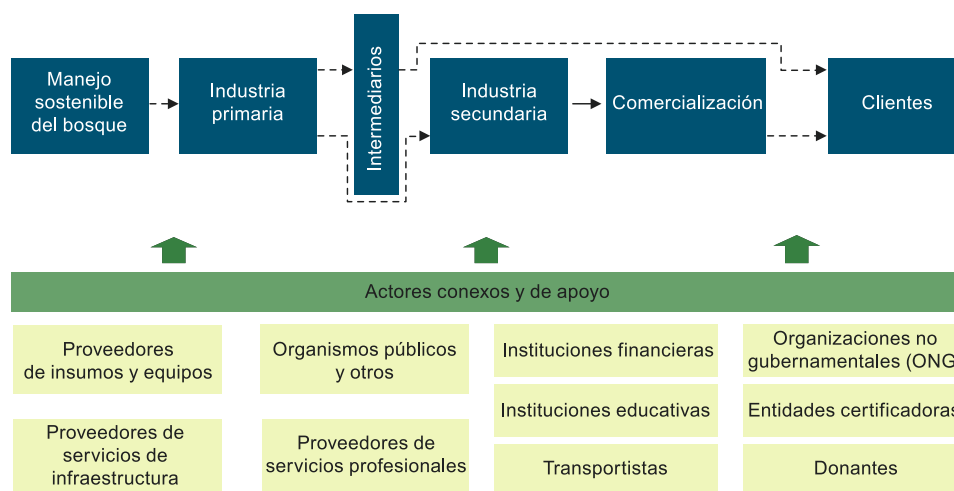 Manejo
sostenible
del bosque
Industria
primaria
Intermediarios
Industria
secundaria
Comercialización
Clientes
Actores conexos y de apoyo
Proveedores
de insumos y equipos
Organismos públicos
y otros
Instituciones financieras
Organizaciones no
gubernamentales (ONG
Instituciones educativas
Entidades certificadoras
Proveedores de
servicios de
infraestructura
Proveedores de
servicios profesionales
Transportistas
Donantes